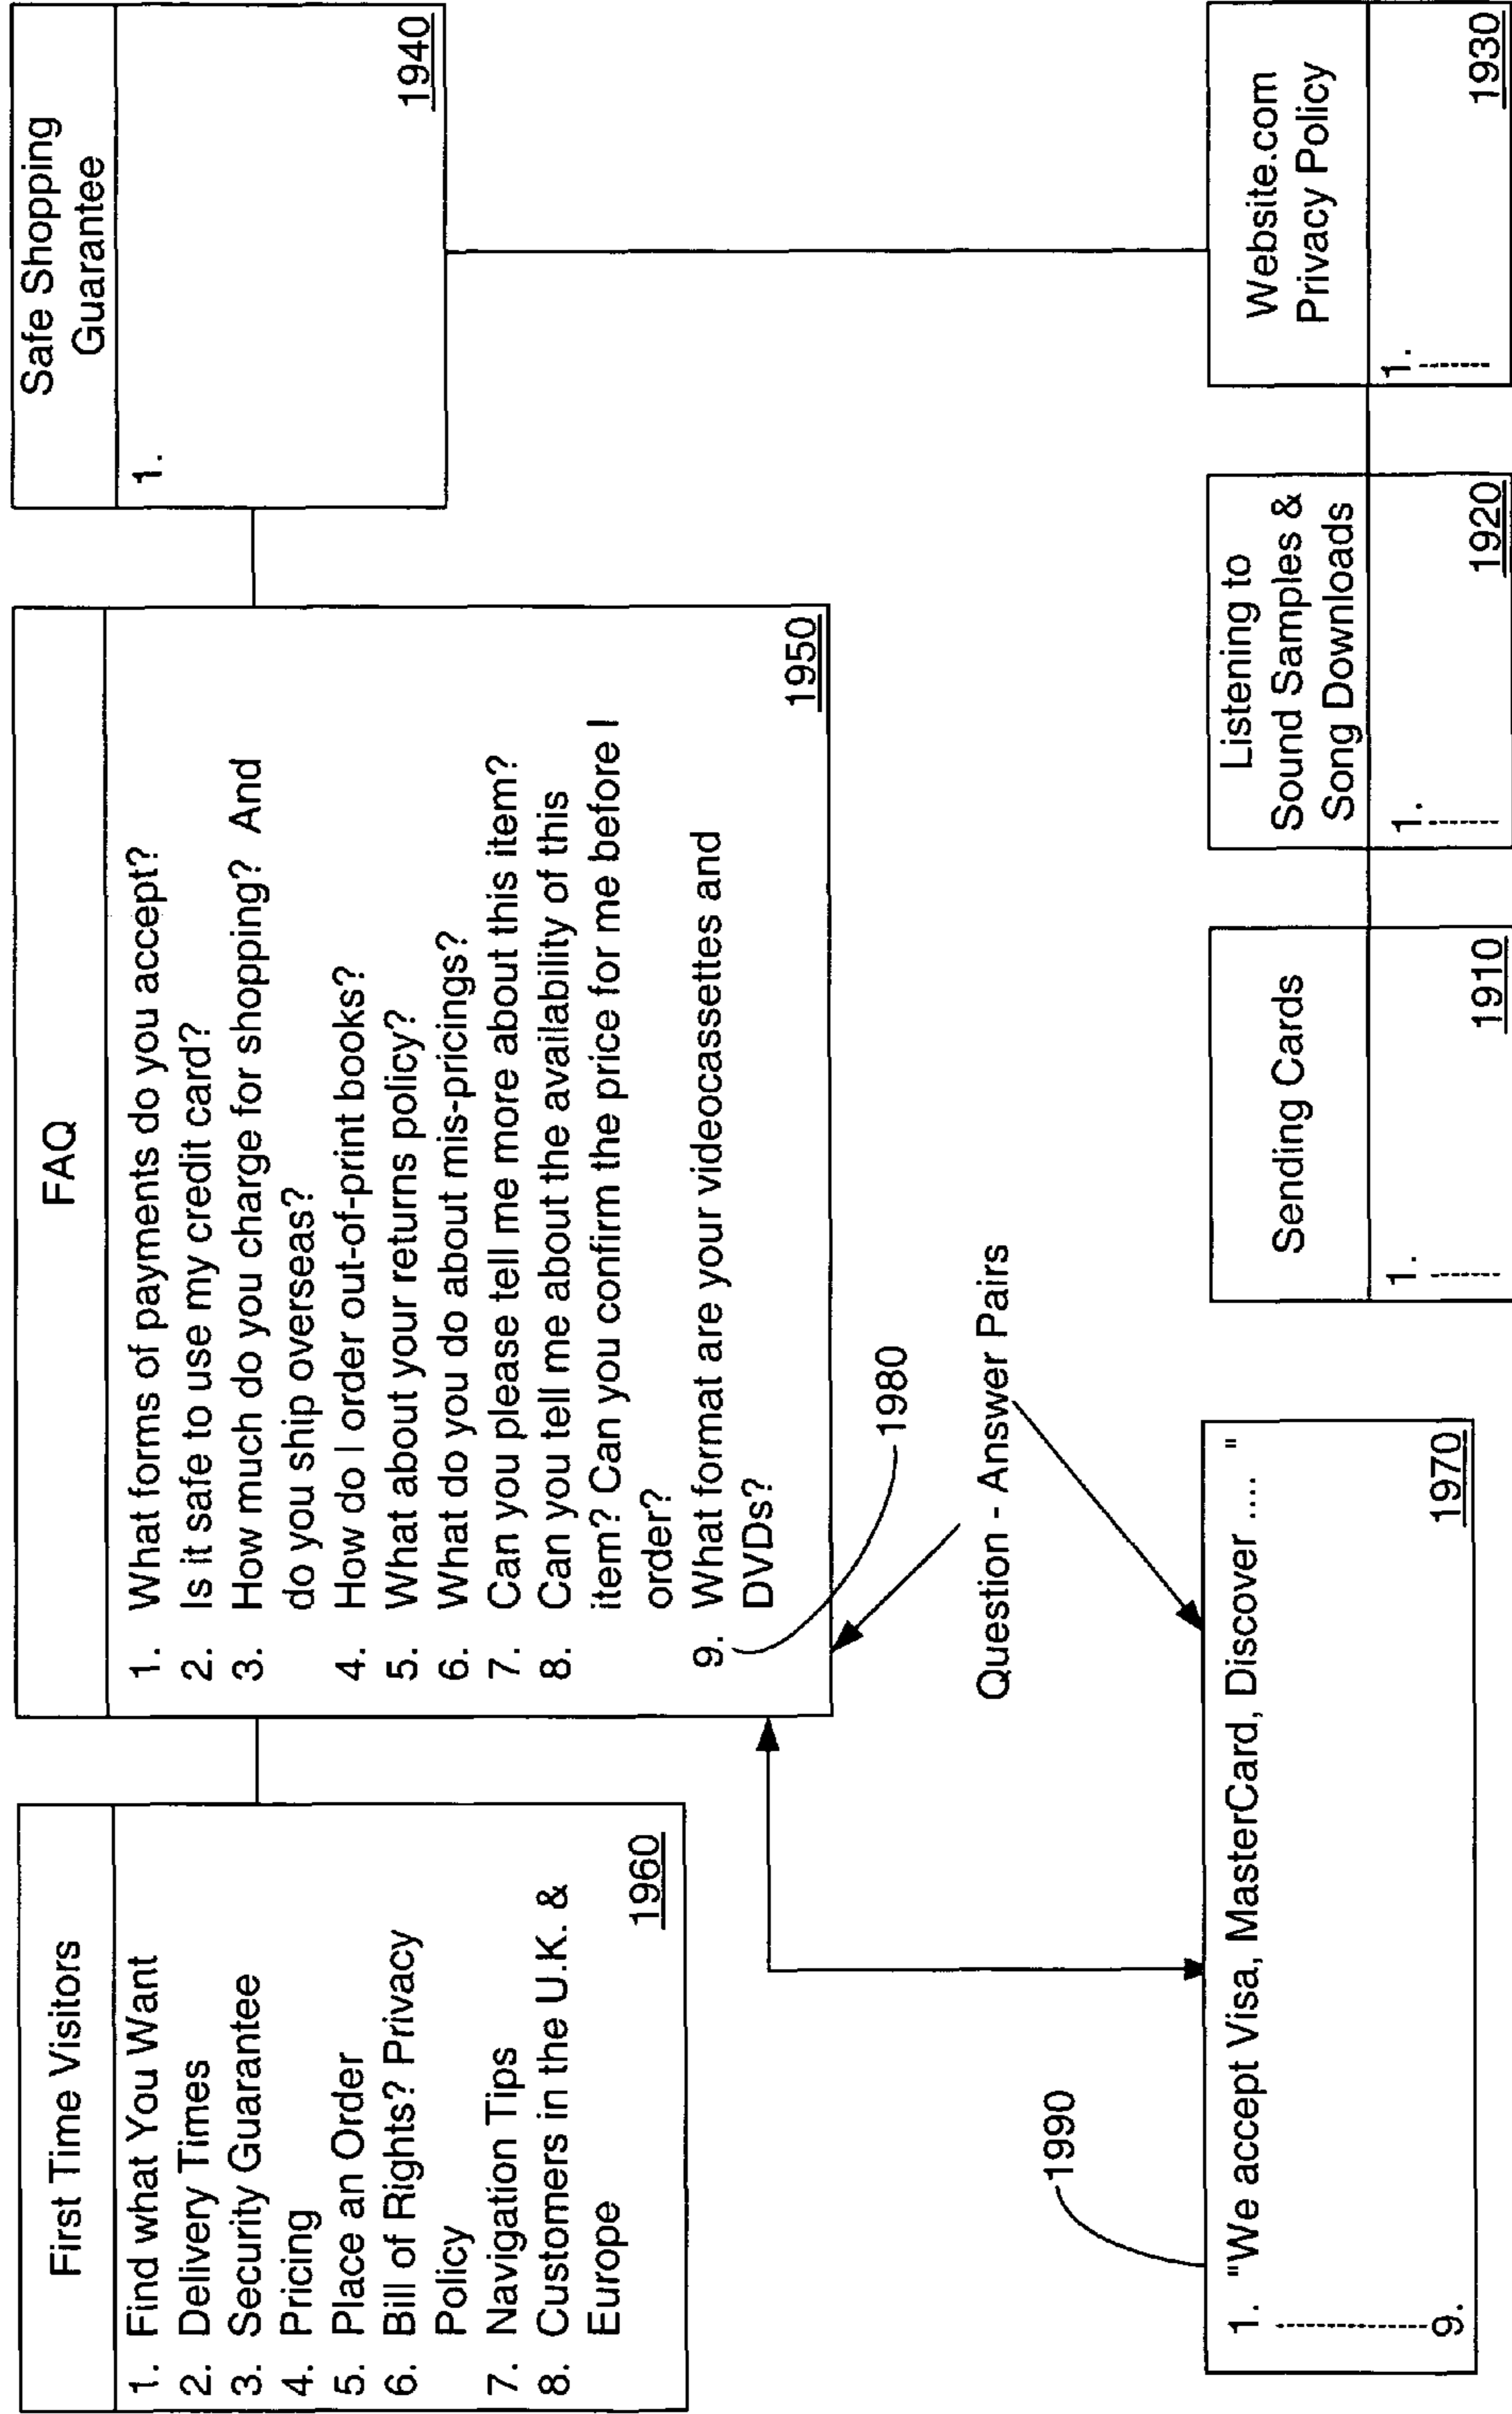 First Time Visitors
1. Find what You Want
2. Delivery Times
3. Security Guarantee
4. Pricing
5. Place an Order
6. Bill of Rights? Privacy
Policy
7. Navigation Tips
8. Customers in the U.K. &
Europe
1960
FAQ
1. What forms of payments do you accept?
2. Is it safe to use my credit card?
3. How much do you charge for shopping? And
do you ship overseas?
4. How do I order out-of-print books?
5. What about your returns policy?
6. What do you do about mis-pricings?
7. Can you please tell me more about this item?
8. Can you tell me about the availability of this
item? Can you confirm the price for me before I
order?
9. What format are your videocassettes and
DVDs?
1950
Safe Shopping
Guarantee
1.
1940
1980
Question - Answer Pairs
1990
1. "We accept Visa, MasterCard, Discover .... "
9.
1970
Sending Cards
1.
1910
Listening to
Sound Samples &
Song Downloads
1.
1920
Website.com
Privacy Policy
1.
1930